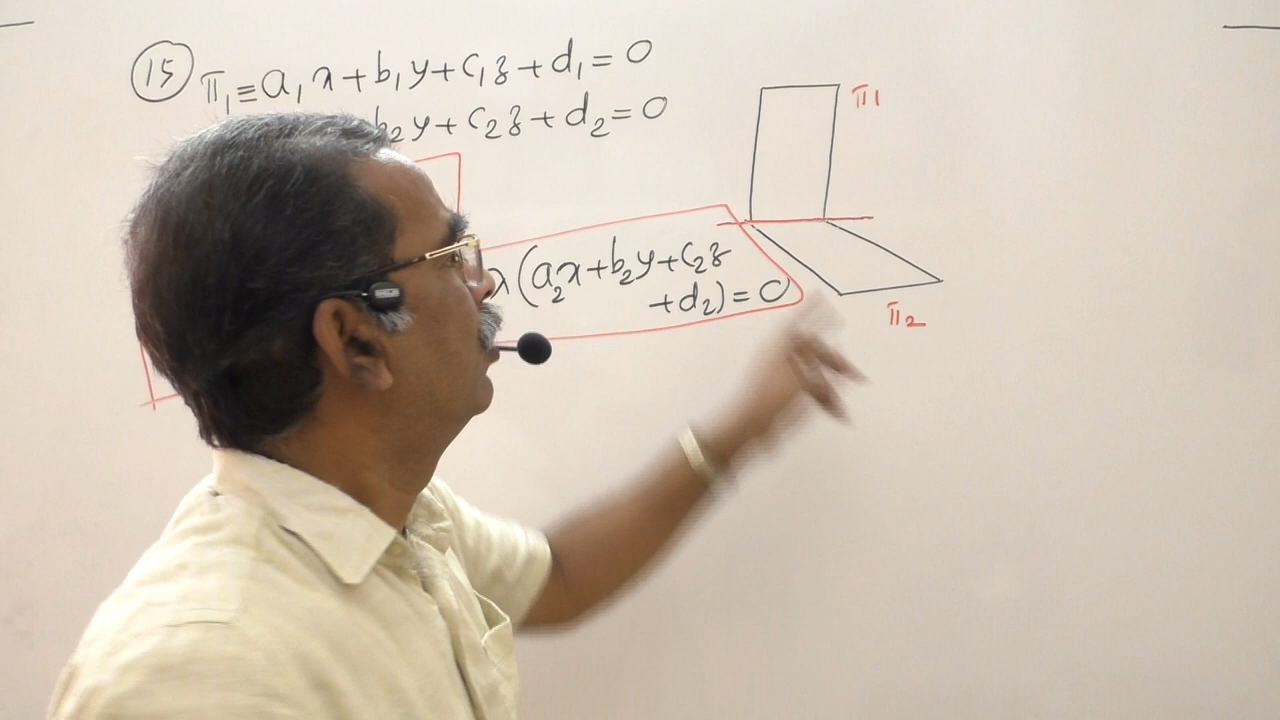 15 π₁ ≡ a₁x + b₁y + c₁z + d₁ = 0
b₂y + c₂z + d₂ = 0
λ(a₂x + b₂y + c₂z
+ d₂) = 0
π₁
π₂